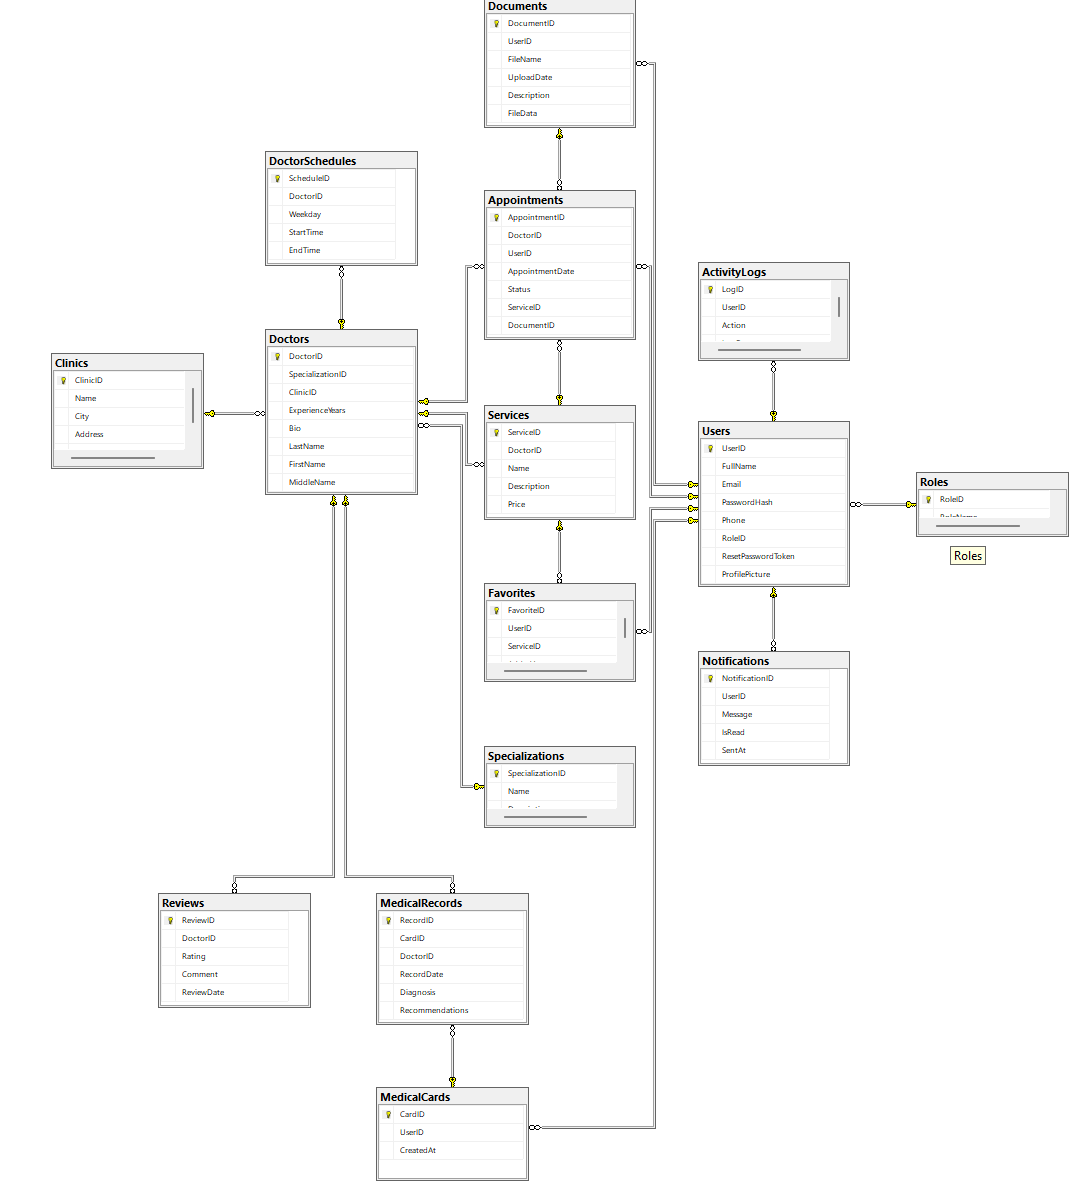 Documents
DocumentID
UserID
FileName
UploadDate
Description
FileData
DoctorSchedules
ScheduleID
DoctorID
Weekday
StartTime
EndTime
Appointments
AppointmentID
DoctorID
UserID
AppointmentDate
Status
ServiceID
DocumentID
ActivityLogs
LogID
UserID
Action
Doctors
DoctorID
SpecializationID
ClinicID
ExperienceYears
Bio
LastName
FirstName
MiddleName
Clinics
ClinicID
Name
City
Address
Services
ServiceID
DoctorID
Name
Description
Price
Users
UserID
FullName
Email
PasswordHash
Phone
RoleID
ResetPasswordToken
ProfilePicture
Roles
RoleID
RoleName
Roles
Favorites
FavoriteID
UserID
ServiceID
Notifications
NotificationID
UserID
Message
IsRead
SentAt
Specializations
SpecializationID
Name
Reviews
ReviewID
DoctorID
Rating
Comment
ReviewDate
MedicalRecords
RecordID
CardID
DoctorID
RecordDate
Diagnosis
Recommendations
MedicalCards
CardID
UserID
CreatedAt